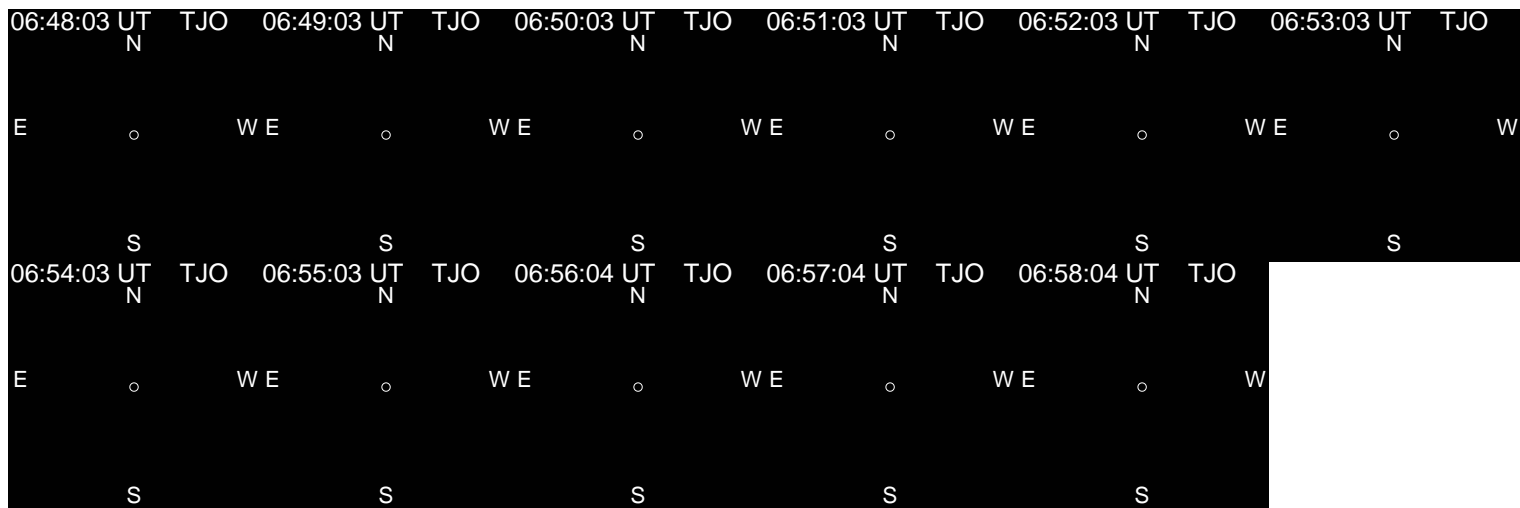 06:48:03 UT TJO 06:49:03 UT TJO 06:50:03 UT TJO 06:51:03 UT TJO 06:52:03 UT TJO 06:53:03 UT TJO
N N N N N N
E W E W E W E W E W E W
S S S S S S
06:54:03 UT TJO 06:55:03 UT TJO 06:56:04 UT TJO 06:57:04 UT TJO 06:58:04 UT TJO
N N N N N
E W E W E W E W E W
S S S S S